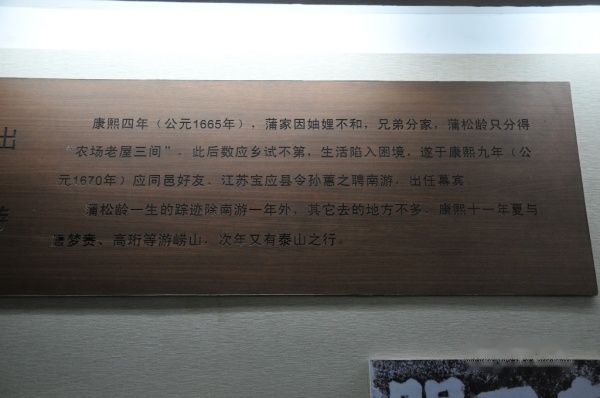 康熙四年（公元1665年），蒲家因妯娌不和，兄弟分家，蒲松龄只分得
“农场老屋三间”，此后数应乡试不第，生活陷入困境，遂于康熙九年（公
元1670年）应同邑好友、江苏宝应县令孙蕙之聘南游，出任幕宾。
蒲松龄一生的踪迹除南游一年外，其它去的地方不多。康熙十一年夏与
唐梦赉、高珩等游崂山，次年又有泰山之行。
出